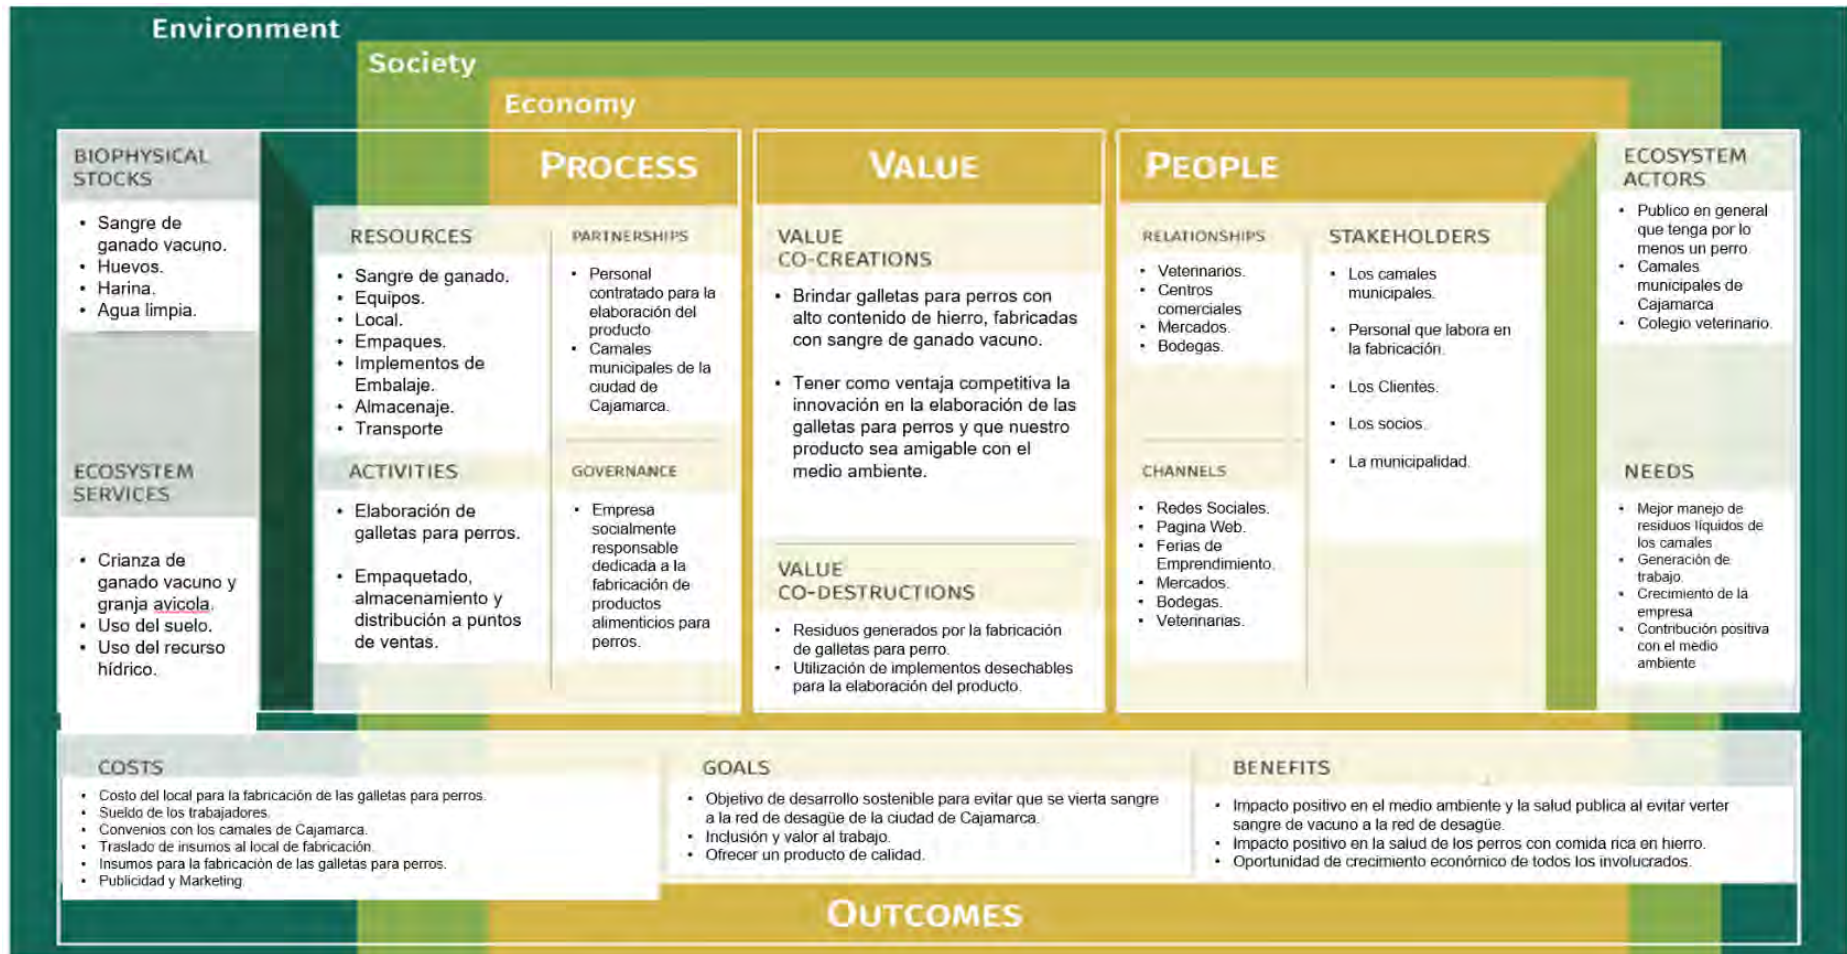 Environment
Society
Economy
BIOPHYSICAL
STOCKS
• Sangre de
ganado vacuno.
• Huevos.
• Harina.
• Agua limpia.
ECOSYSTEM
SERVICES
• Crianza de
ganado vacuno y
granja avicola.
• Uso del suelo.
• Uso del recurso
hídrico.
PROCESS
RESOURCES
• Sangre de ganado.
• Equipos.
• Local.
• Empaques.
• Implementos de
Embalaje.
• Almacenaje.
• Transporte
ACTIVITIES
• Elaboración de
galletas para perros.
• Empaquetado,
almacenamiento y
distribución a puntos
de ventas.
PARTNERSHIPS
• Personal
contratado para la
elaboración del
producto
• Camales
municipales de la
ciudad de
Cajamarca.
GOVERNANCE
• Empresa
socialmente
responsable
dedicada a la
fabricación de
productos
alimenticios para
perros.
VALUE
VALUE
CO-CREATIONS
• Brindar galletas para perros con
alto contenido de hierro, fabricadas
con sangre de ganado vacuno.
• Tener como ventaja competitiva la
innovación en la elaboración de las
galletas para perros y que nuestro
producto sea amigable con el
medio ambiente.
VALUE
CO-DESTRUCTIONS
• Residuos generados por la fabricación
de galletas para perro.
• Utilización de implementos desechables
para la elaboración del producto.
PEOPLE
RELATIONSHIPS
• Veterinarios.
• Centros
comerciales
• Mercados.
• Bodegas.
CHANNELS
• Redes Sociales.
• Pagina Web.
• Ferias de
Emprendimiento.
• Mercados.
• Bodegas.
• Veterinarias.
STAKEHOLDERS
• Los camales
municipales.
• Personal que labora en
la fabricación.
• Los Clientes.
• Los socios.
• La municipalidad.
ECOSYSTEM
ACTORS
• Publico en general
que tenga por lo
menos un perro.
• Camales
municipales de
Cajamarca
• Colegio veterinario.
NEEDS
• Mejor manejo de
residuos líquidos de
los camales
• Generación de
trabajo.
• Crecimiento de la
empresa
• Contribución positiva
con el medio
ambiente
COSTS
• Costo del local para la fabricación de las galletas para perros.
• Sueldo de los trabajadores.
• Convenios con los camales de Cajamarca.
• Traslado de insumos al local de fabricación.
• Insumos para la fabricación de las galletas para perros.
• Publicidad y Marketing.
GOALS
• Objetivo de desarrollo sostenible para evitar que se vierta sangre
a la red de desagüe de la ciudad de Cajamarca.
• Inclusión y valor al trabajo.
• Ofrecer un producto de calidad.
BENEFITS
• Impacto positivo en el medio ambiente y la salud publica al evitar verter
sangre de vacuno a la red de desagüe.
• Impacto positivo en la salud de los perros con comida rica en hierro.
• Oportunidad de crecimiento económico de todos los involucrados.
OUTCOMES